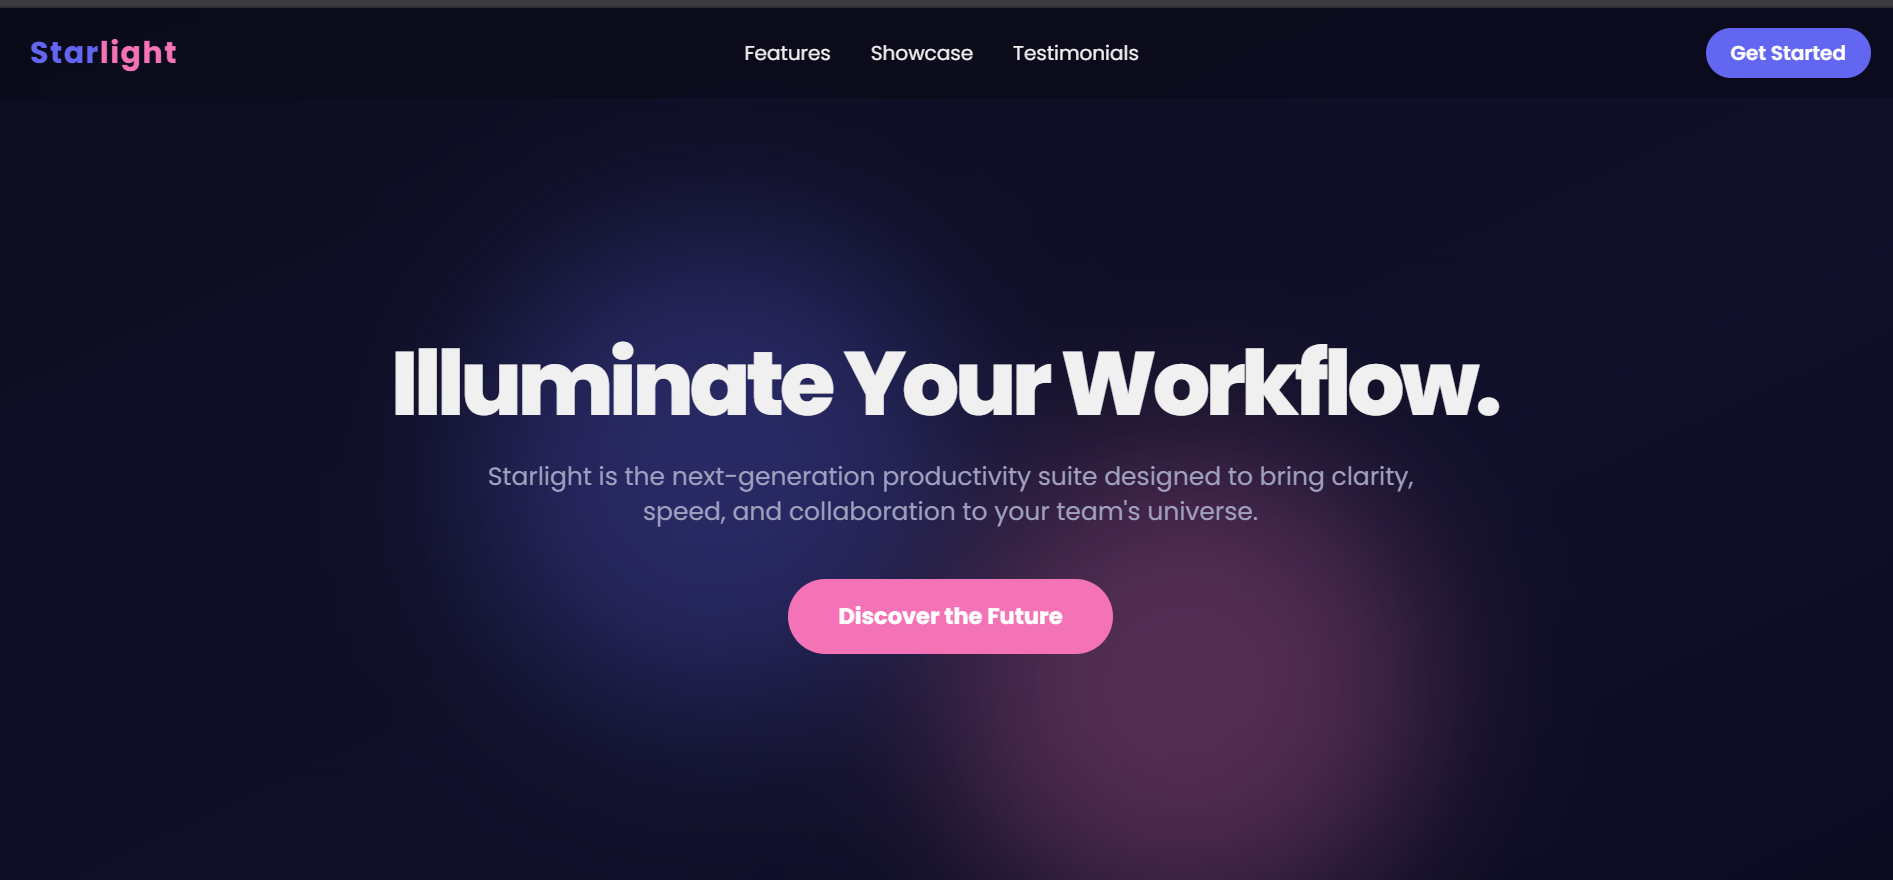 Starlight
Features
Showcase
Testimonials
Get Started
Illuminate Your Workflow.
Starlight is the next-generation productivity suite designed to bring clarity,
speed, and collaboration to your team's universe.
Discover the Future